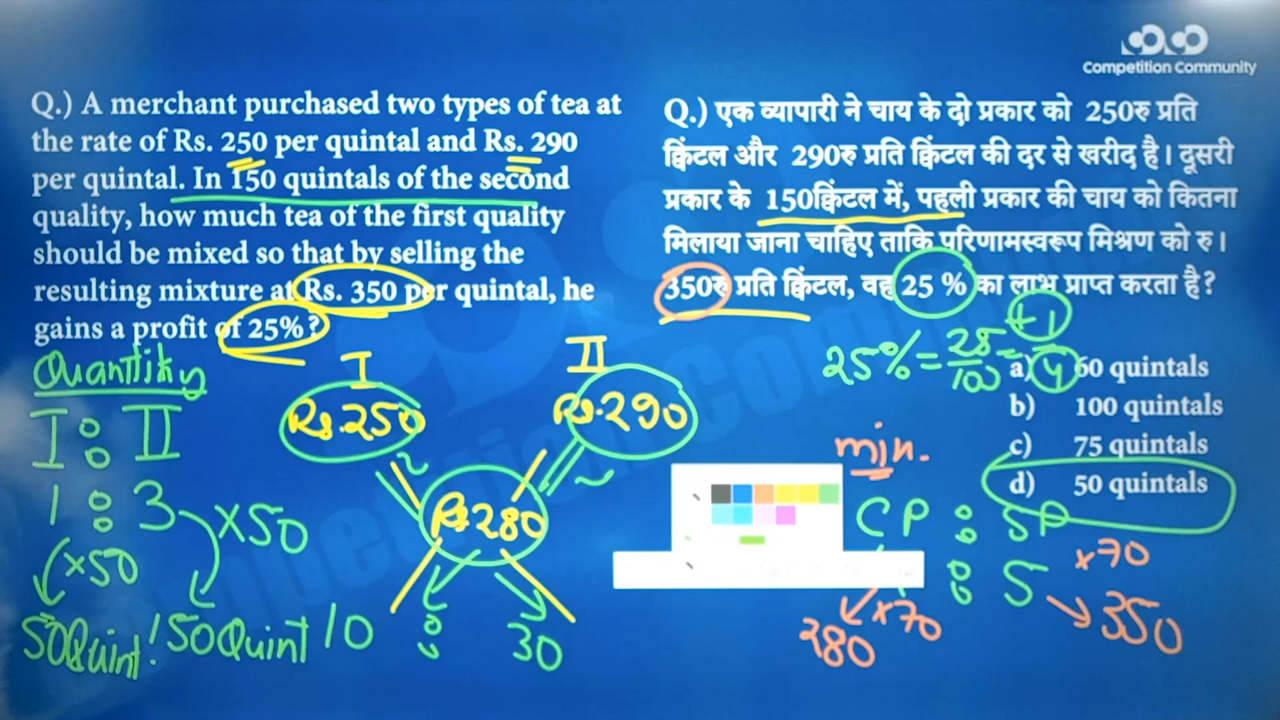 Competition Community
Q.) A merchant purchased two types of tea at
the rate of Rs. 250 per quintal and Rs. 290
per quintal. In 150 quintals of the second
quality, how much tea of the first quality
should be mixed so that by selling the
resulting mixture at Rs. 350 per quintal, he
gains a profit of 25%?
Q.) एक व्यापारी ने चाय के दो प्रकार को 250रु प्रति
क्विंटल और 290रु प्रति क्विंटल की दर से खरीद है। दूसरी
प्रकार के 150क्विंटल में, पहली प्रकार की चाय को कितना
मिलाया जाना चाहिए ताकि परिणामस्वरूप मिश्रण को रु।
350रु प्रति क्विंटल, वह 25 % का लाभ प्राप्त करता है?
a) 60 quintals
b) 100 quintals
c) 75 quintals
d) 50 quintals
25% = 25/100 = +1/4
min.
CP : SP
: 5
×70
×70
280
350
Quantity
I : II
1 : 3
×50
×50
50Quint! 150Quint
I
II
Rs.250
Rs.290
Rs.280
10 : 30